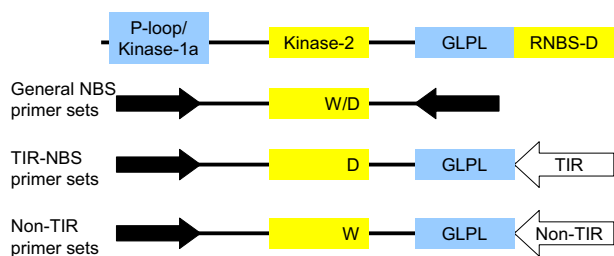 P-loop/
Kinase-1a
Kinase-2
GLPL
RNBS-D
General NBS
primer sets
W/D
TIR-NBS
primer sets
D
GLPL
TIR
Non-TIR
primer sets
W
GLPL
Non-TIR